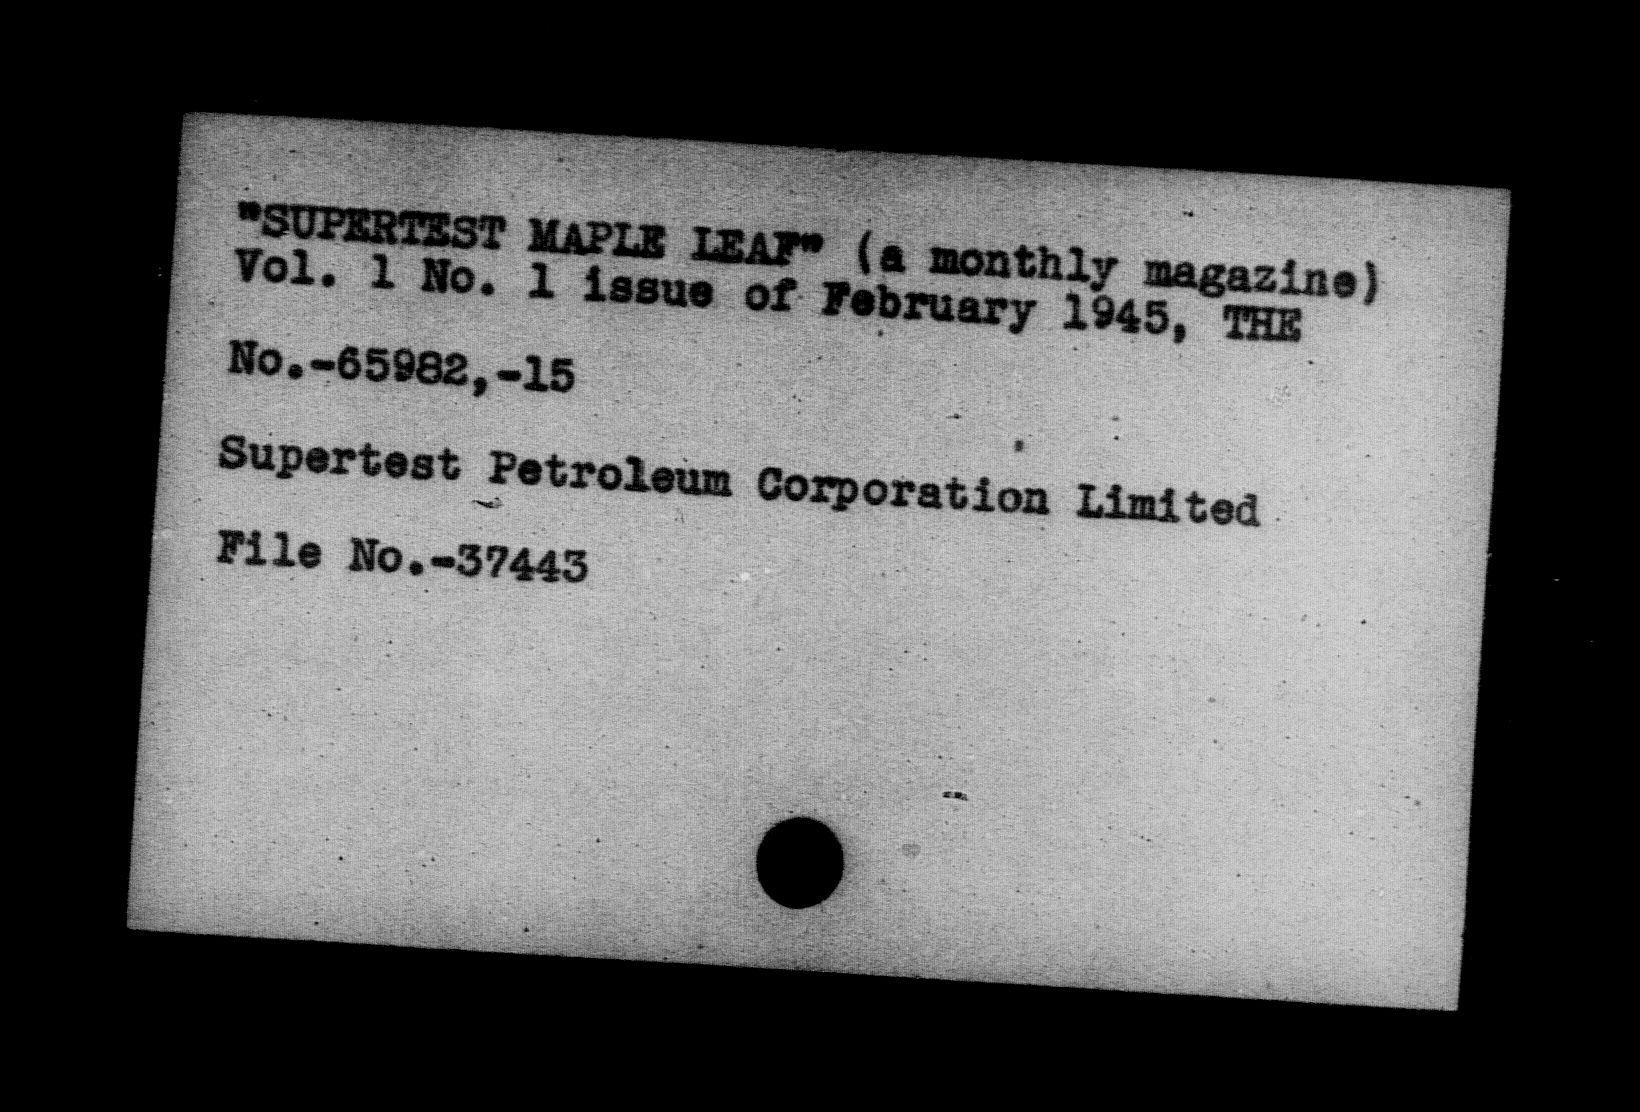 "SUPERTEST MAPLE LEAF" (a monthly magazine)
Vol. 1 No. 1 issue of February 1945, THE
No.-65982,-15
Supertest Petroleum Corporation Limited
File No.-37443